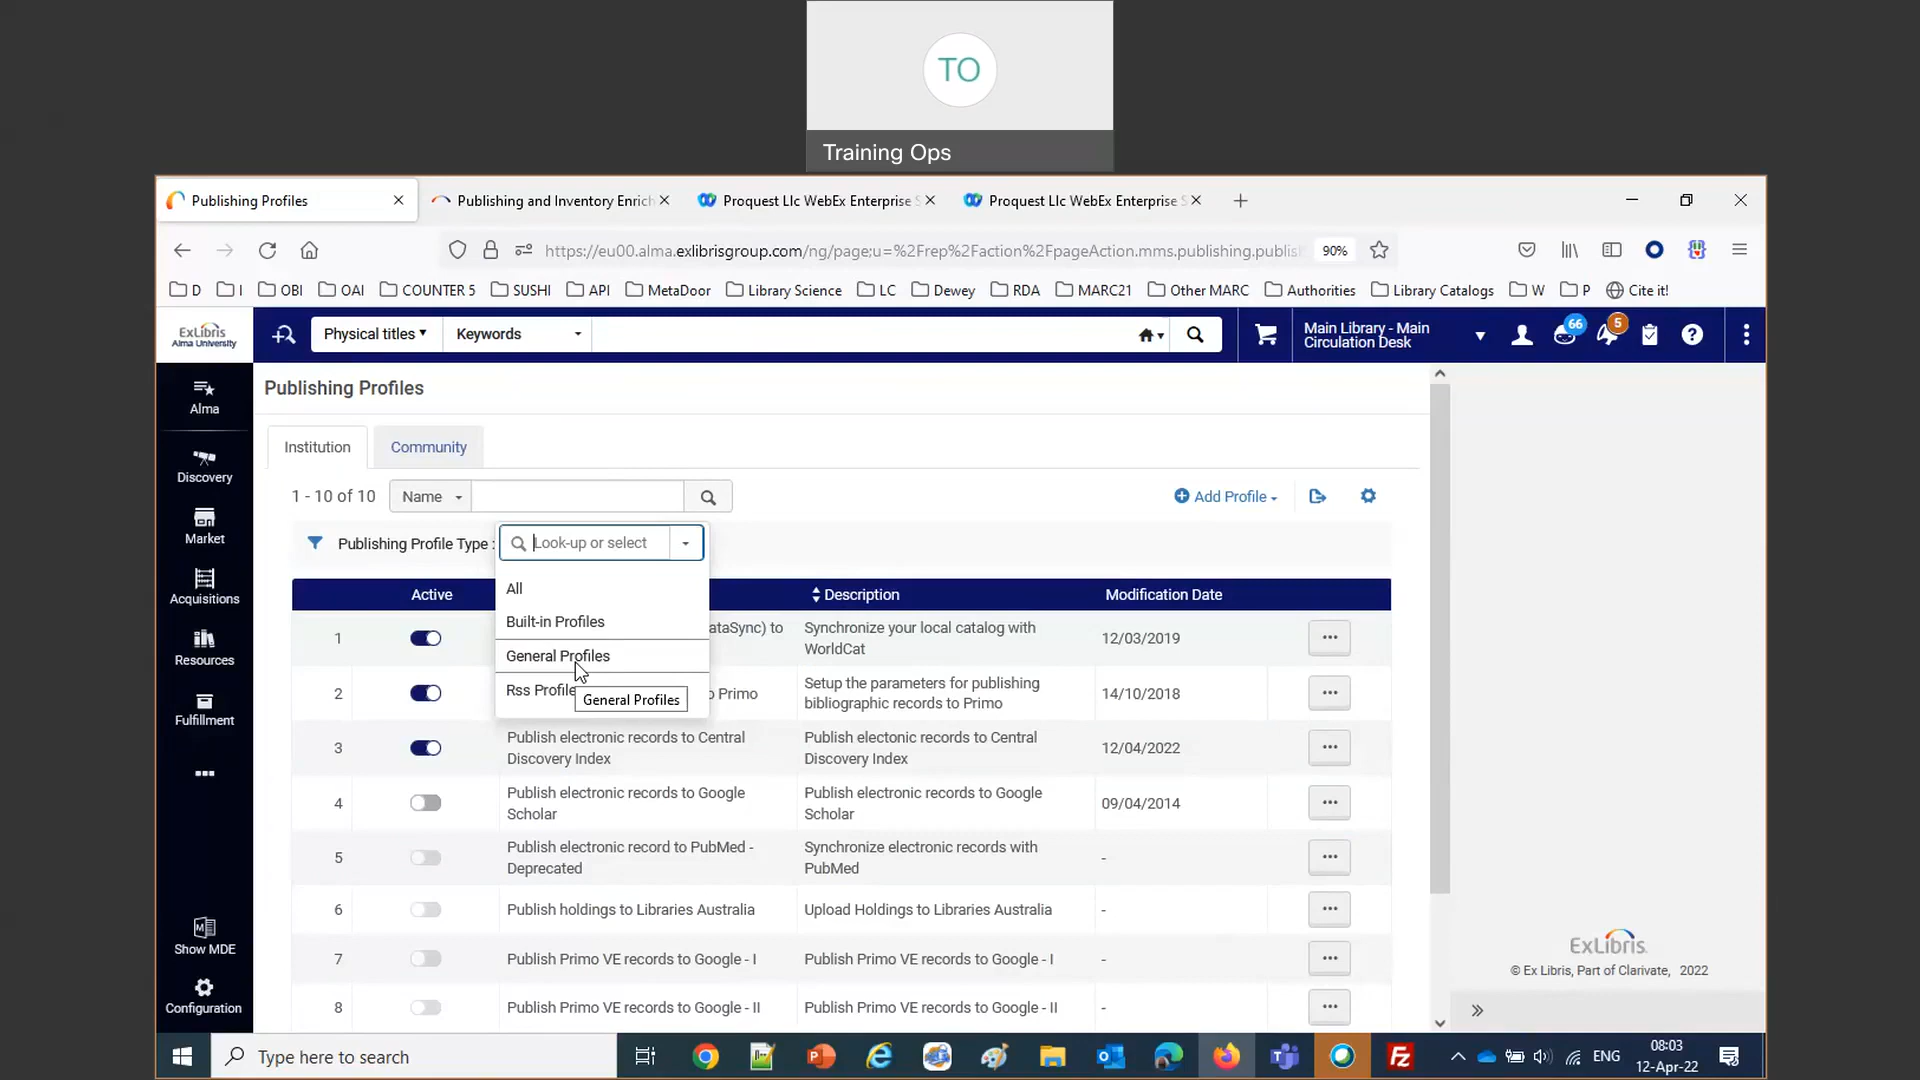 TO
Training Ops
Publishing Profiles
Publishing and Inventory Enrich
Proquest Llc WebEx Enterprise S
Proquest Llc WebEx Enterprise S
https://eu00.alma.exlibrisgroup.com/ng/page;u=%2Frep%2Faction%2FpageAction.mms.publishing.publis
90%
D
I
OBI
OAI
COUNTER 5
SUSHI
API
MetaDoor
Library Science
LC
Dewey
RDA
MARC21
Other MARC
Authorities
Library Catalogs
W
P
Cite it!
ExLibris
Alma University
Physical titles
Keywords
Main Library - Main
Circulation Desk
66
5
Alma
Discovery
Market
Acquisitions
Resources
Fulfillment
Show MDE
Configuration
Publishing Profiles
Institution
Community
1 - 10 of 10
Name
Add Profile
Publishing Profile Type :
Look-up or select
All
Built-in Profiles
General Profiles
Rss Profile
General Profiles
Active
Description
Modification Date
1
ataSync) to
Synchronize your local catalog with
WorldCat
12/03/2019
2
o Primo
Setup the parameters for publishing
bibliographic records to Primo
14/10/2018
3
Publish electronic records to Central
Discovery Index
Publish electonic records to Central
Discovery Index
12/04/2022
4
Publish electronic records to Google
Scholar
Publish electronic records to Google
Scholar
09/04/2014
5
Publish electronic record to PubMed -
Deprecated
Synchronize electronic records with
PubMed
-
6
Publish holdings to Libraries Australia
Upload Holdings to Libraries Australia
-
7
Publish Primo VE records to Google - I
Publish Primo VE records to Google - I
-
8
Publish Primo VE records to Google - II
Publish Primo VE records to Google - II
-
ExLibris
© Ex Libris, Part of Clarivate, 2022
Type here to search
ENG
08:03
12-Apr-22